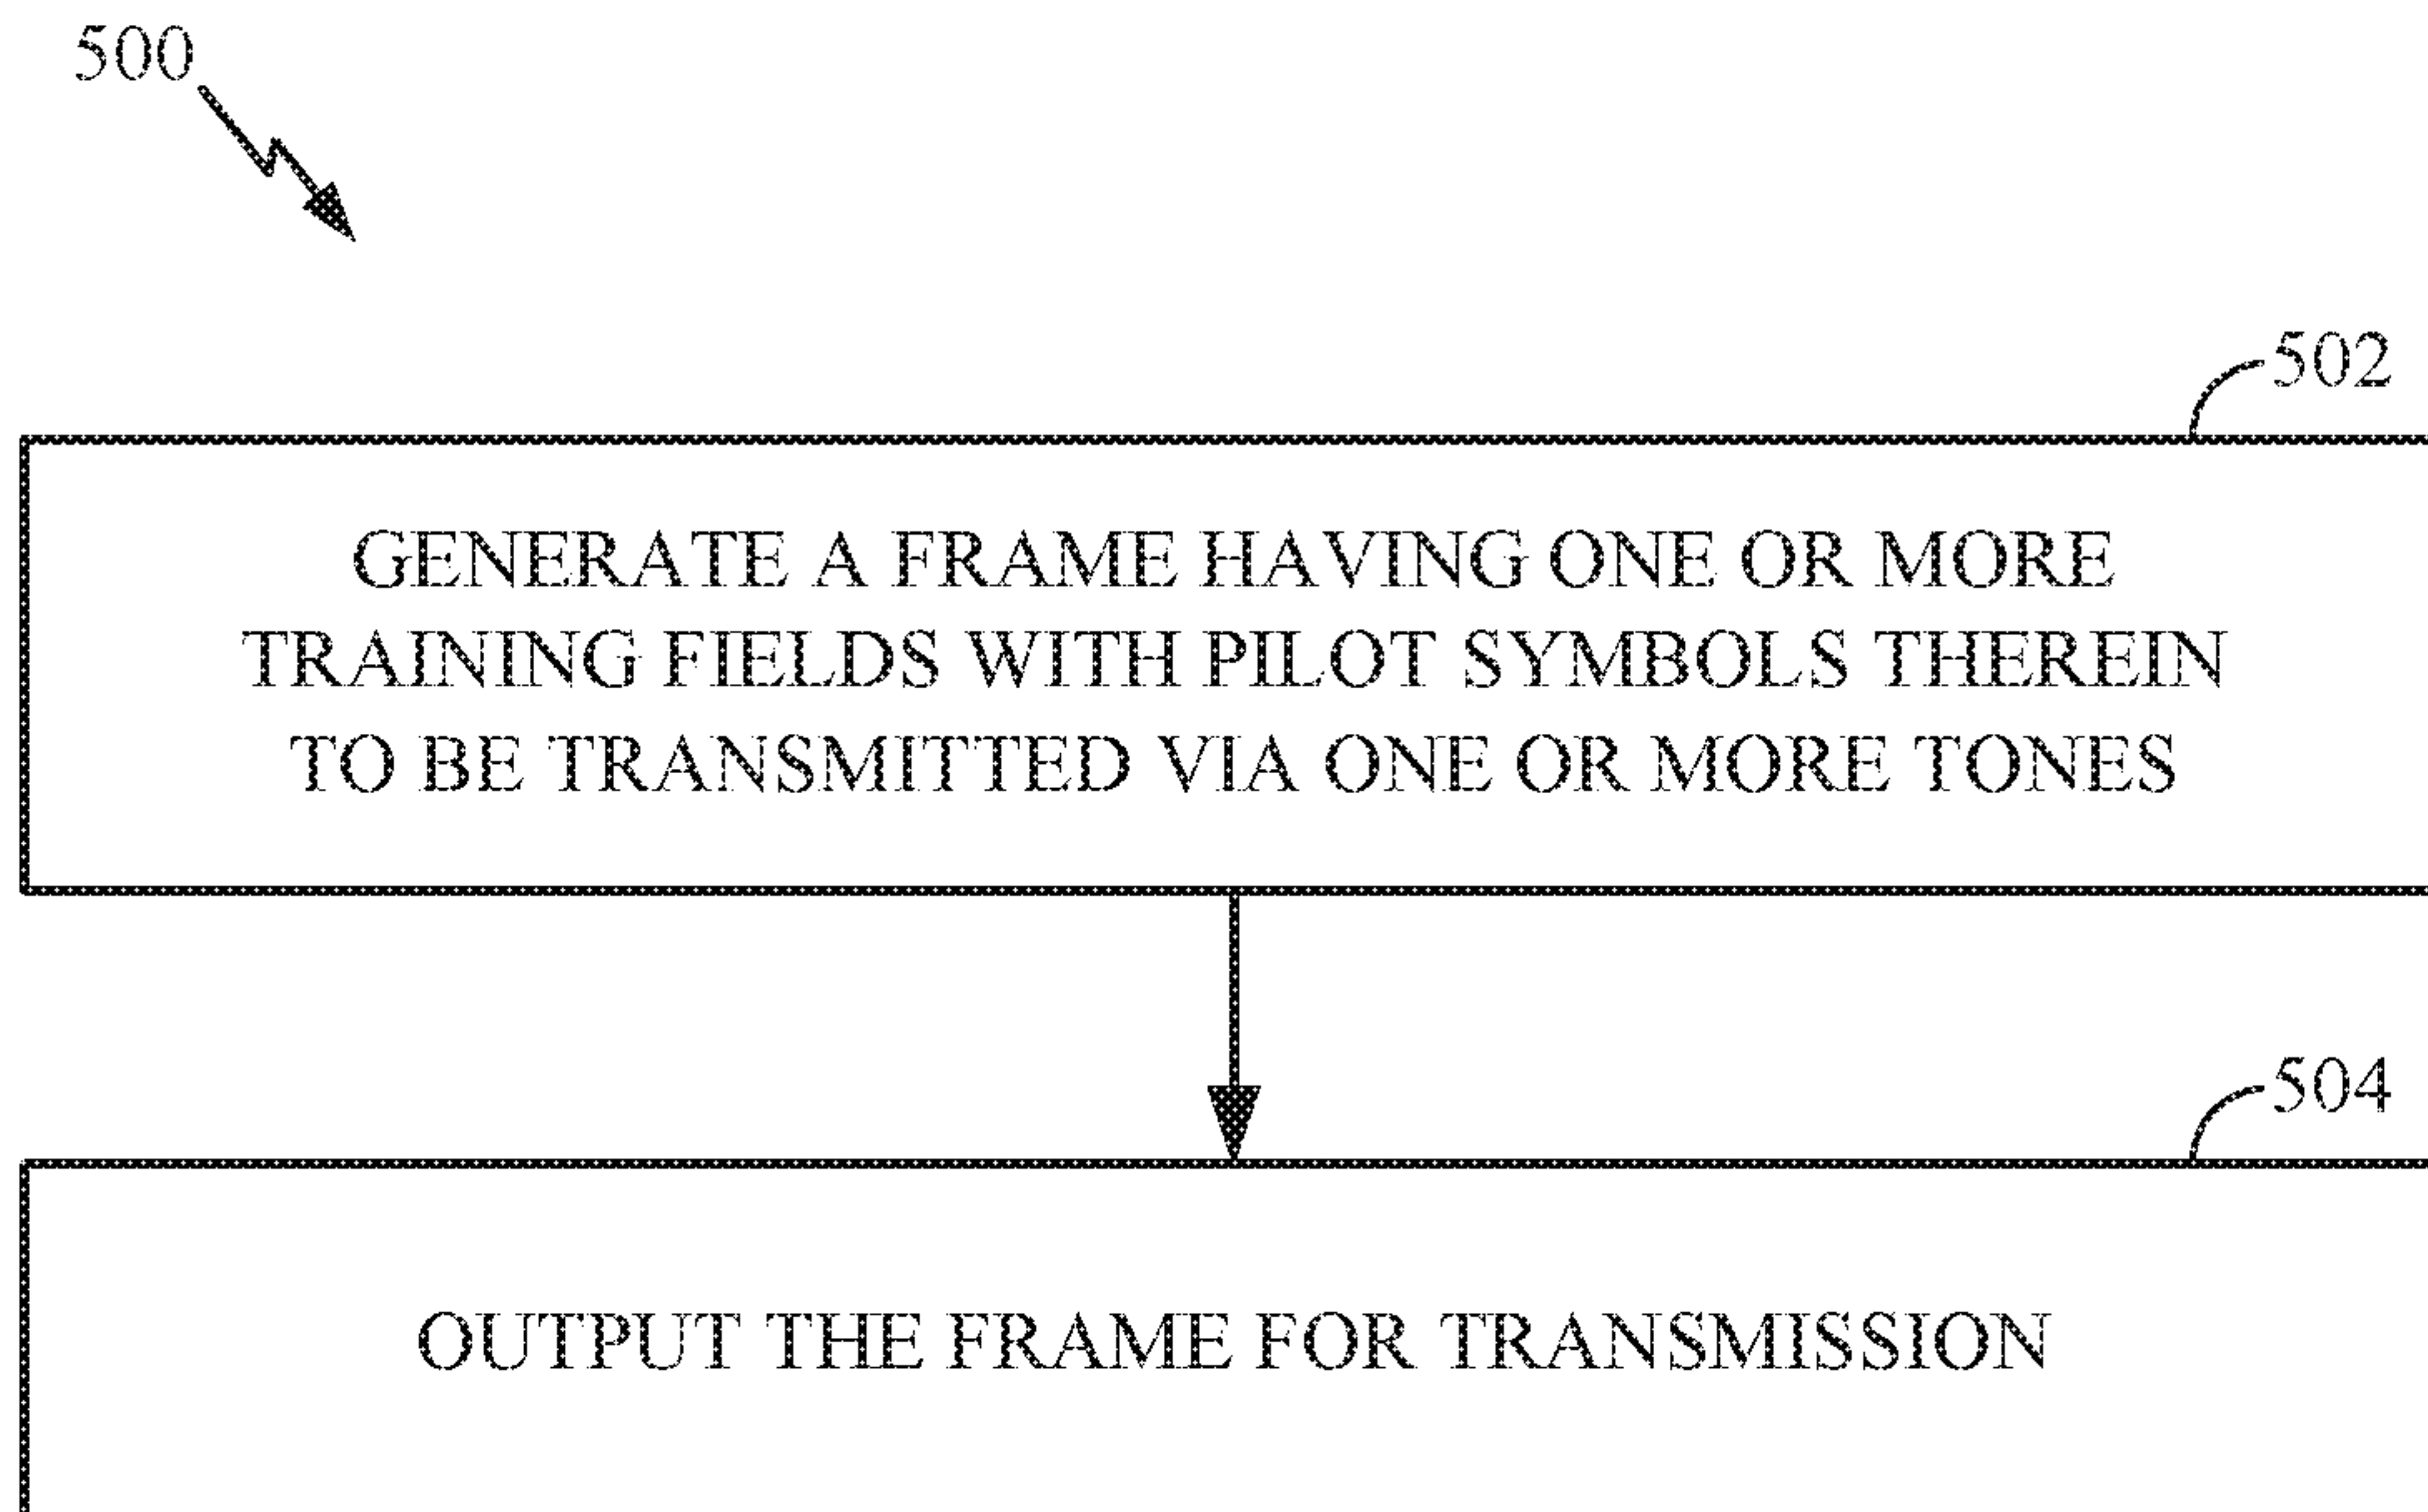 500
502
GENERATE A FRAME HAVING ONE OR MORE
TRAINING FIELDS WITH PILOT SYMBOLS THEREIN
TO BE TRANSMITTED VIA ONE OR MORE TONES
504
OUTPUT THE FRAME FOR TRANSMISSION